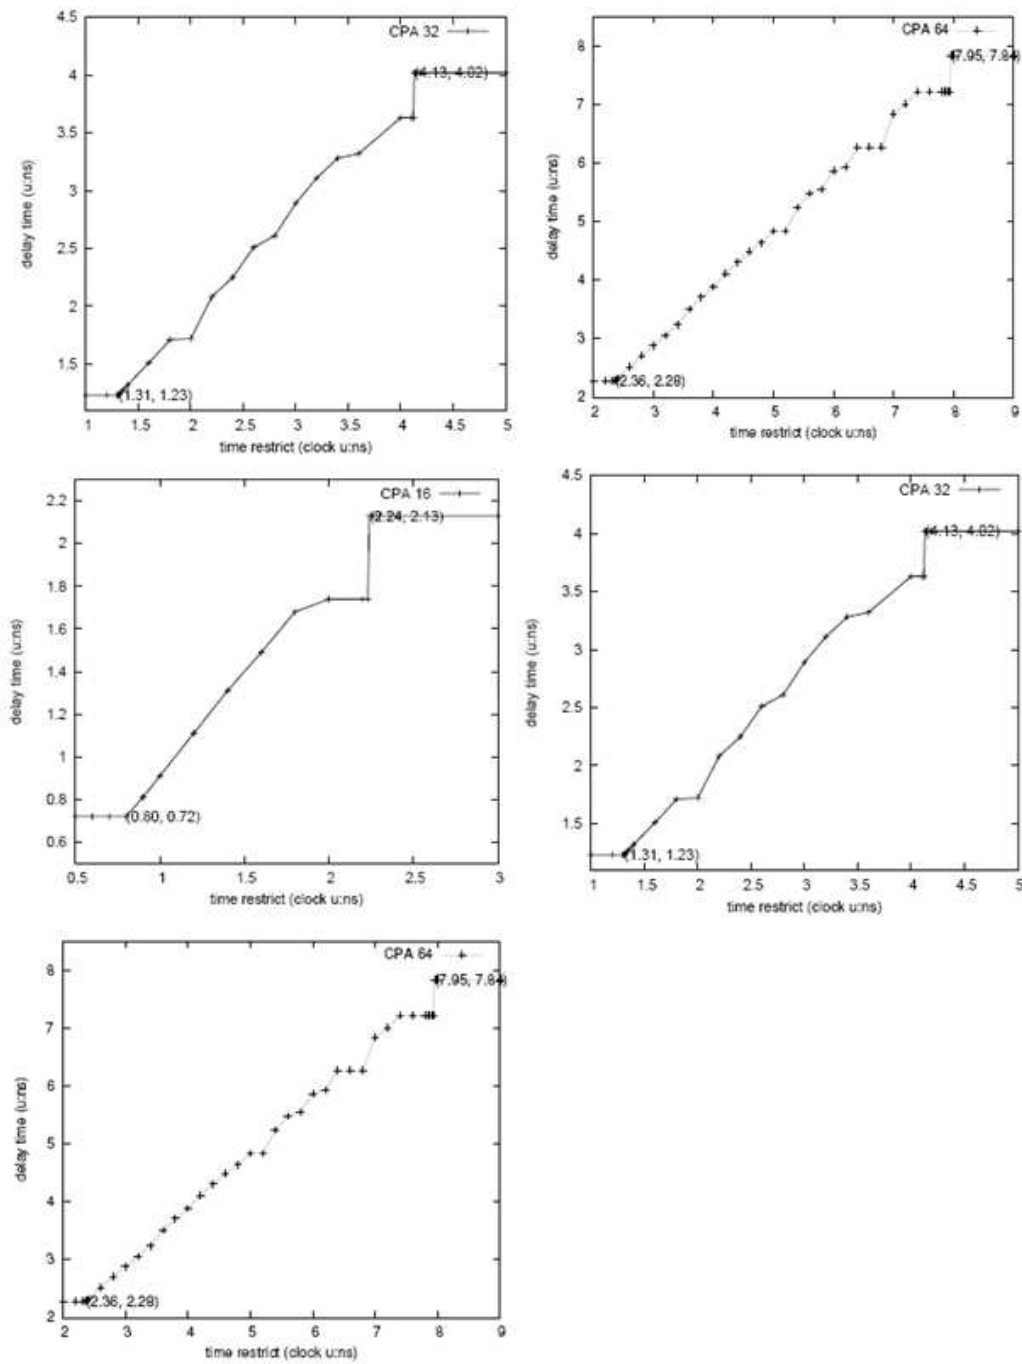 4.5
CPA 32
(4.13, 4.02)
4
3.5
3
2.5
2
1.5
(1.31, 1.23)
delay time (u:ns)
1 1.5 2 2.5 3 3.5 4 4.5 5
time restrict (clock u:ns)
8
CPA 64
(7.95, 7.84)
7
6
5
4
3
(2.36, 2.28)
2
delay time (u:ns)
2 3 4 5 6 7 8 9
time restrict (clock u:ns)
2.2
CPA 16
(2.24, 2.13)
2
1.8
1.6
1.4
1.2
1
0.8
(0.80, 0.72)
0.6
delay time (u:ns)
0.5 1 1.5 2 2.5 3
time restrict (clock u:ns)
4.5
CPA 32
(4.13, 4.02)
4
3.5
3
2.5
2
1.5
(1.31, 1.23)
delay time (u:ns)
1 1.5 2 2.5 3 3.5 4 4.5 5
time restrict (clock u:ns)
8
CPA 64
(7.95, 7.84)
7
6
5
4
3
(2.36, 2.28)
2
delay time (u:ns)
2 3 4 5 6 7 8 9
time restrict (clock u:ns)